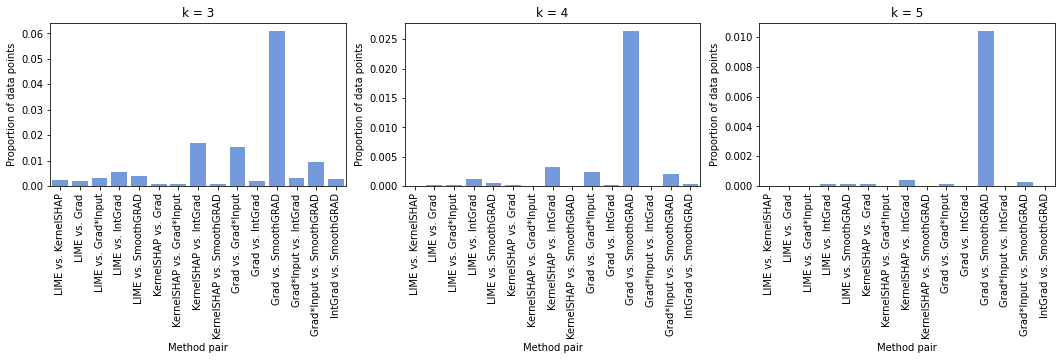 k = 3
Proportion of data points
0.06
0.05
0.04
0.03
0.02
0.01
0.00
LIME vs. KernelSHAP
LIME vs. Grad
LIME vs. Grad*Input
LIME vs. IntGrad
LIME vs. SmoothGRAD
KernelSHAP vs. Grad
KernelSHAP vs. Grad*Input
KernelSHAP vs. IntGrad
KernelSHAP vs. SmoothGRAD
Grad vs. Grad*Input
Grad vs. IntGrad
Grad vs. SmoothGRAD
Grad*Input vs. IntGrad
Grad*Input vs. SmoothGRAD
IntGrad vs. SmoothGRAD
Method pair
k = 4
Proportion of data points
0.025
0.020
0.015
0.010
0.005
0.000
LIME vs. KernelSHAP
LIME vs. Grad
LIME vs. Grad*Input
LIME vs. IntGrad
LIME vs. SmoothGRAD
KernelSHAP vs. Grad
KernelSHAP vs. Grad*Input
KernelSHAP vs. IntGrad
KernelSHAP vs. SmoothGRAD
Grad vs. Grad*Input
Grad vs. IntGrad
Grad vs. SmoothGRAD
Grad*Input vs. IntGrad
Grad*Input vs. SmoothGRAD
IntGrad vs. SmoothGRAD
Method pair
k = 5
Proportion of data points
0.010
0.008
0.006
0.004
0.002
0.000
LIME vs. KernelSHAP
LIME vs. Grad
LIME vs. Grad*Input
LIME vs. IntGrad
LIME vs. SmoothGRAD
KernelSHAP vs. Grad
KernelSHAP vs. Grad*Input
KernelSHAP vs. IntGrad
KernelSHAP vs. SmoothGRAD
Grad vs. Grad*Input
Grad vs. IntGrad
Grad vs. SmoothGRAD
Grad*Input vs. IntGrad
Grad*Input vs. SmoothGRAD
IntGrad vs. SmoothGRAD
Method pair